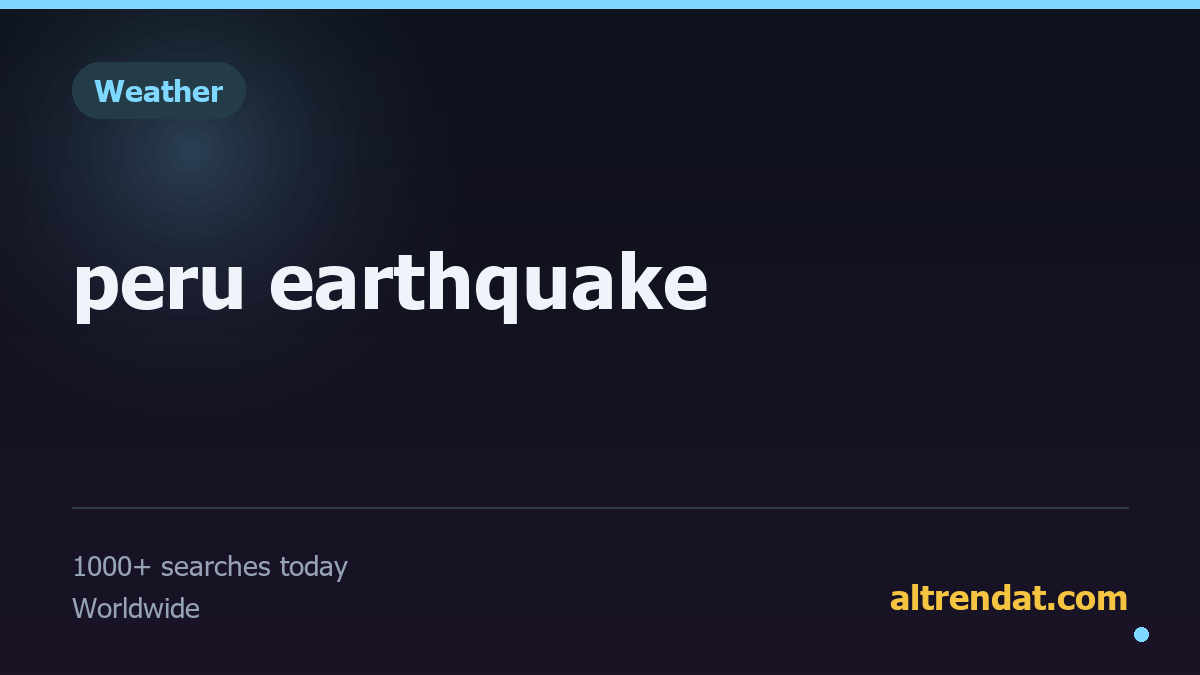 Weather
peru earthquake
1000+ searches today
Worldwide
altrendat.com